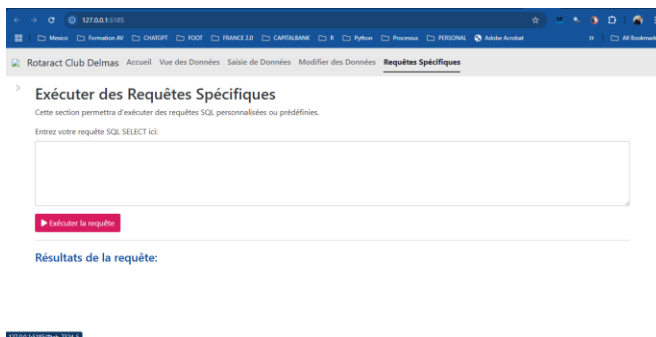 127.0.0.1:5185
Mexico Formation AV CHATGPT FOOT FRANCE 2.0 CAPITALBANK R Python Processus PERSONAL Adobe Acrobat » All Bookmarks
Rotaract Club Delmas Accueil Vue des Données Saisie de Données Modifier des Données Requêtes Spécifiques
Exécuter des Requêtes Spécifiques
Cette section permettra d'exécuter des requêtes SQL personnalisées ou prédéfinies.
Entrez votre requête SQL SELECT ici:
Exécuter la requête
Résultats de la requête: